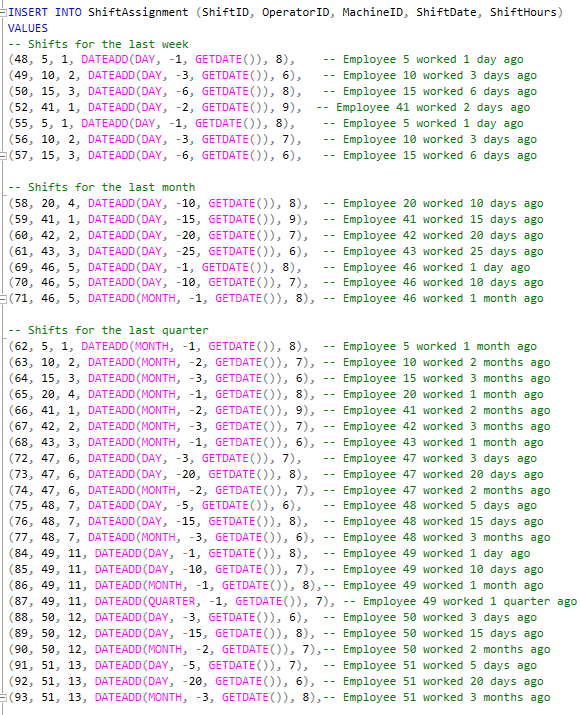 INSERT INTO ShiftAssignment (ShiftID, OperatorID, MachineID, ShiftDate, ShiftHours)
VALUES
-- Shifts for the last week
(48, 5, 1, DATEADD(DAY, -1, GETDATE()), 8),    -- Employee 5 worked 1 day ago
(49, 10, 2, DATEADD(DAY, -3, GETDATE()), 6),   -- Employee 10 worked 3 days ago
(50, 15, 3, DATEADD(DAY, -6, GETDATE()), 8),   -- Employee 15 worked 6 days ago
(52, 41, 1, DATEADD(DAY, -2, GETDATE()), 9),   -- Employee 41 worked 2 days ago
(55, 5, 1, DATEADD(DAY, -1, GETDATE()), 8),    -- Employee 5 worked 1 day ago
(56, 10, 2, DATEADD(DAY, -3, GETDATE()), 7),   -- Employee 10 worked 3 days ago
(57, 15, 3, DATEADD(DAY, -6, GETDATE()), 6),   -- Employee 15 worked 6 days ago
-- Shifts for the last month
(58, 20, 4, DATEADD(DAY, -10, GETDATE()), 8),  -- Employee 20 worked 10 days ago
(59, 41, 1, DATEADD(DAY, -15, GETDATE()), 9),  -- Employee 41 worked 15 days ago
(60, 42, 2, DATEADD(DAY, -20, GETDATE()), 7),  -- Employee 42 worked 20 days ago
(61, 43, 3, DATEADD(DAY, -25, GETDATE()), 6),  -- Employee 43 worked 25 days ago
(69, 46, 5, DATEADD(DAY, -1, GETDATE()), 8),   -- Employee 46 worked 1 day ago
(70, 46, 5, DATEADD(DAY, -10, GETDATE()), 7),  -- Employee 46 worked 10 days ago
(71, 46, 5, DATEADD(MONTH, -1, GETDATE()), 8), -- Employee 46 worked 1 month ago
-- Shifts for the last quarter
(62, 5, 1, DATEADD(MONTH, -1, GETDATE()), 8),  -- Employee 5 worked 1 month ago
(63, 10, 2, DATEADD(MONTH, -2, GETDATE()), 7), -- Employee 10 worked 2 months ago
(64, 15, 3, DATEADD(MONTH, -3, GETDATE()), 6), -- Employee 15 worked 3 months ago
(65, 20, 4, DATEADD(MONTH, -1, GETDATE()), 8), -- Employee 20 worked 1 month ago
(66, 41, 1, DATEADD(MONTH, -2, GETDATE()), 9), -- Employee 41 worked 2 months ago
(67, 42, 2, DATEADD(MONTH, -3, GETDATE()), 7), -- Employee 42 worked 3 months ago
(68, 43, 3, DATEADD(MONTH, -1, GETDATE()), 6), -- Employee 43 worked 1 month ago
(72, 47, 6, DATEADD(DAY, -3, GETDATE()), 7),   -- Employee 47 worked 3 days ago
(73, 47, 6, DATEADD(DAY, -20, GETDATE()), 8),  -- Employee 47 worked 20 days ago
(74, 47, 6, DATEADD(MONTH, -2, GETDATE()), 7), -- Employee 47 worked 2 months ago
(75, 48, 7, DATEADD(DAY, -5, GETDATE()), 6),   -- Employee 48 worked 5 days ago
(76, 48, 7, DATEADD(DAY, -15, GETDATE()), 8),  -- Employee 48 worked 15 days ago
(77, 48, 7, DATEADD(MONTH, -3, GETDATE()), 6), -- Employee 48 worked 3 months ago
(84, 49, 11, DATEADD(DAY, -1, GETDATE()), 8),  -- Employee 49 worked 1 day ago
(85, 49, 11, DATEADD(DAY, -10, GETDATE()), 7), -- Employee 49 worked 10 days ago
(86, 49, 11, DATEADD(MONTH, -1, GETDATE()), 8),-- Employee 49 worked 1 month ago
(87, 49, 11, DATEADD(QUARTER, -1, GETDATE()), 7), -- Employee 49 worked 1 quarter ago
(88, 50, 12, DATEADD(DAY, -3, GETDATE()), 6),  -- Employee 50 worked 3 days ago
(89, 50, 12, DATEADD(DAY, -15, GETDATE()), 8), -- Employee 50 worked 15 days ago
(90, 50, 12, DATEADD(MONTH, -2, GETDATE()), 7),-- Employee 50 worked 2 months ago
(91, 51, 13, DATEADD(DAY, -5, GETDATE()), 7),  -- Employee 51 worked 5 days ago
(92, 51, 13, DATEADD(DAY, -20, GETDATE()), 6), -- Employee 51 worked 20 days ago
(93, 51, 13, DATEADD(MONTH, -3, GETDATE()), 8),-- Employee 51 worked 3 months ago